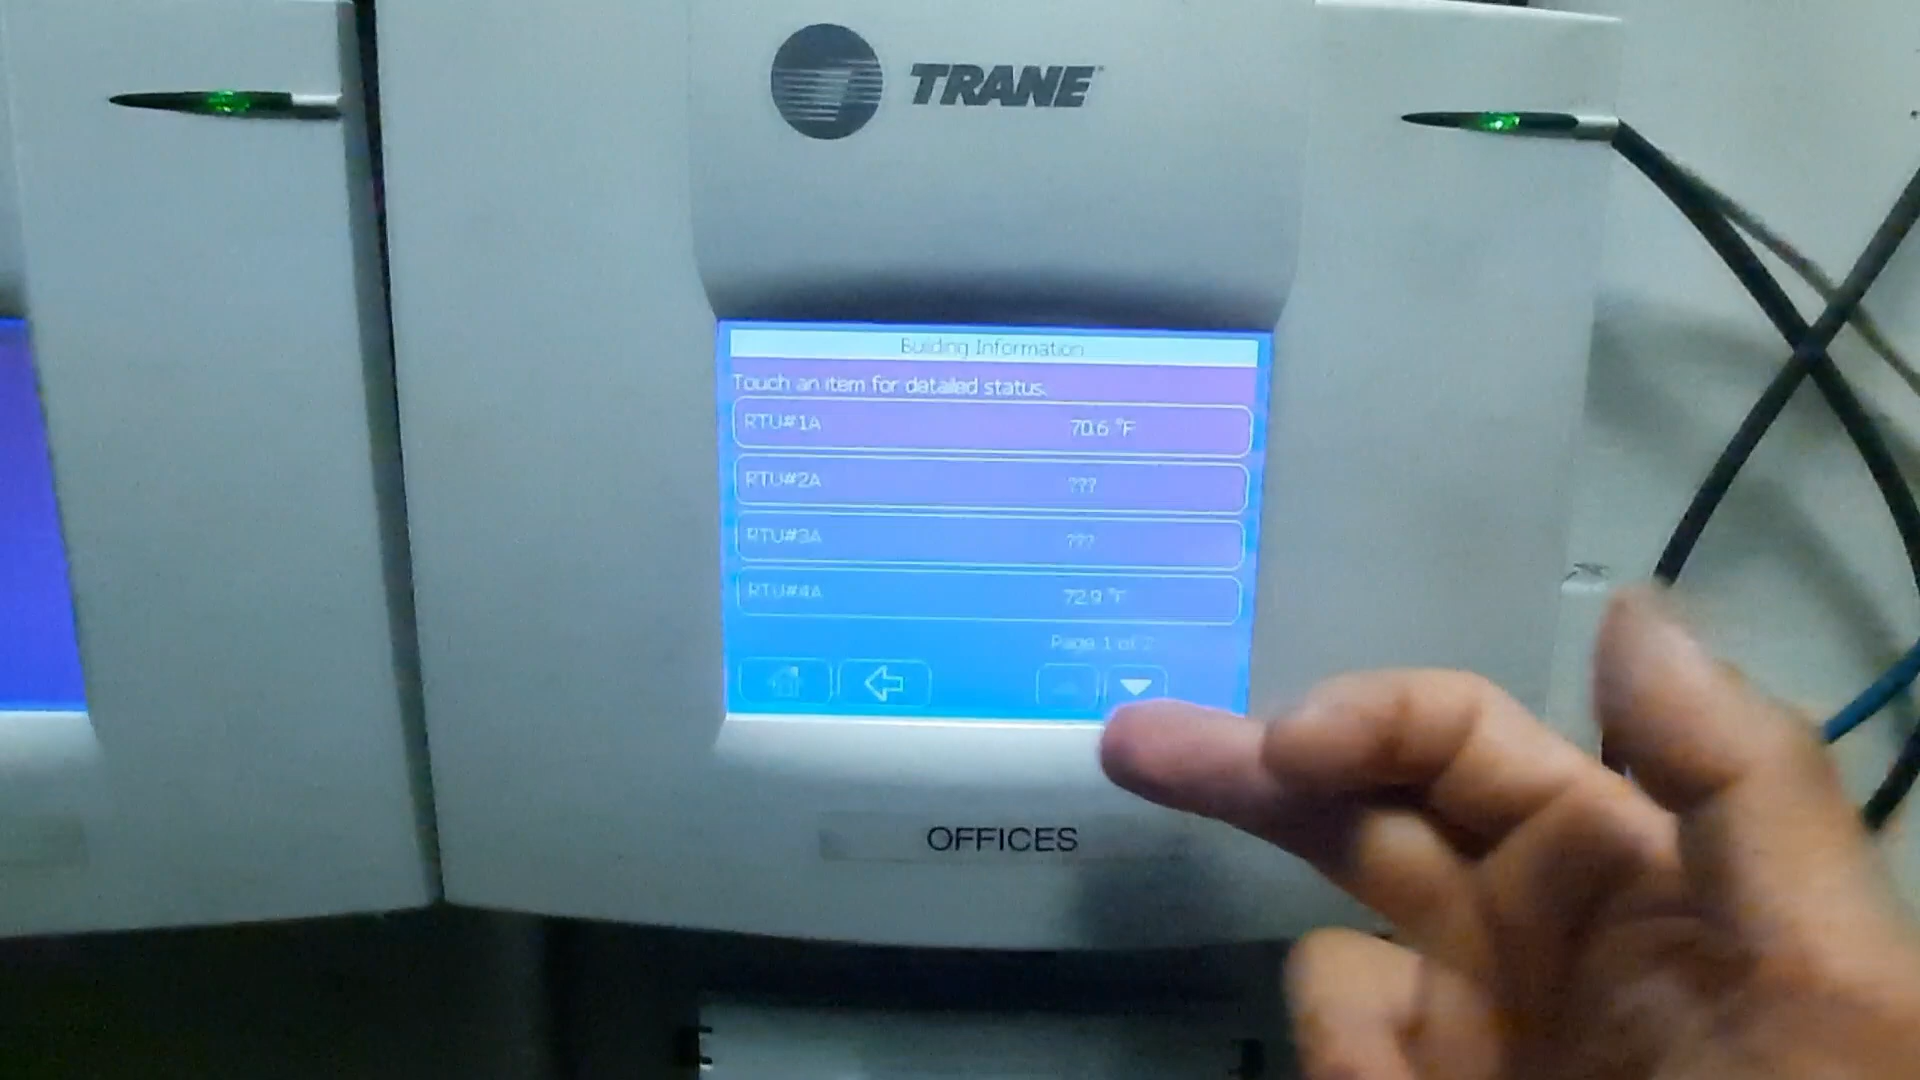 TRANE
Building Information
Touch an item for detailed status.
RTU#1A 70.6 °F
RTU#2A ???
RTU#3A ???
RTU#4A 72.9 °F
Page 1 of 2
OFFICES